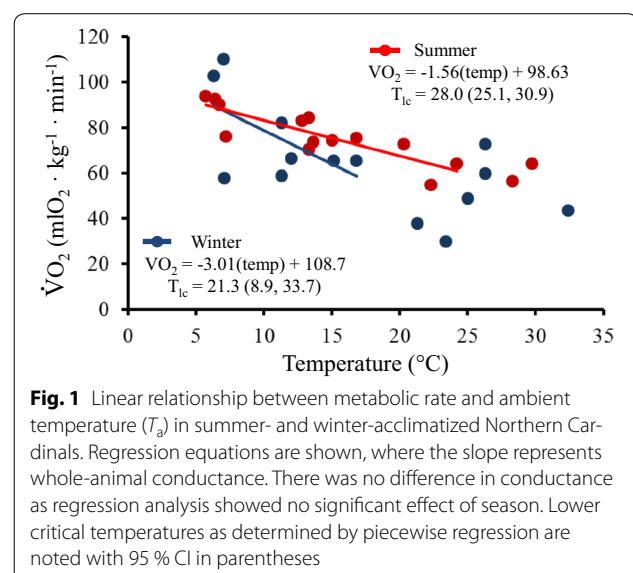 120
100
80
60
40
20
0
V̇O₂ (mlO₂ · kg⁻¹ · min⁻¹)
Summer
VO₂ = -1.56(temp) + 98.63
Tlc = 28.0 (25.1, 30.9)
Winter
VO₂ = -3.01(temp) + 108.7
Tlc = 21.3 (8.9, 33.7)
0 5 10 15 20 25 30 35
Temperature (°C)
Fig. 1 Linear relationship between metabolic rate and ambient
temperature (Ta) in summer- and winter-acclimatized Northern Car-
dinals. Regression equations are shown, where the slope represents
whole-animal conductance. There was no difference in conductance
as regression analysis showed no significant effect of season. Lower
critical temperatures as determined by piecewise regression are
noted with 95 % CI in parentheses